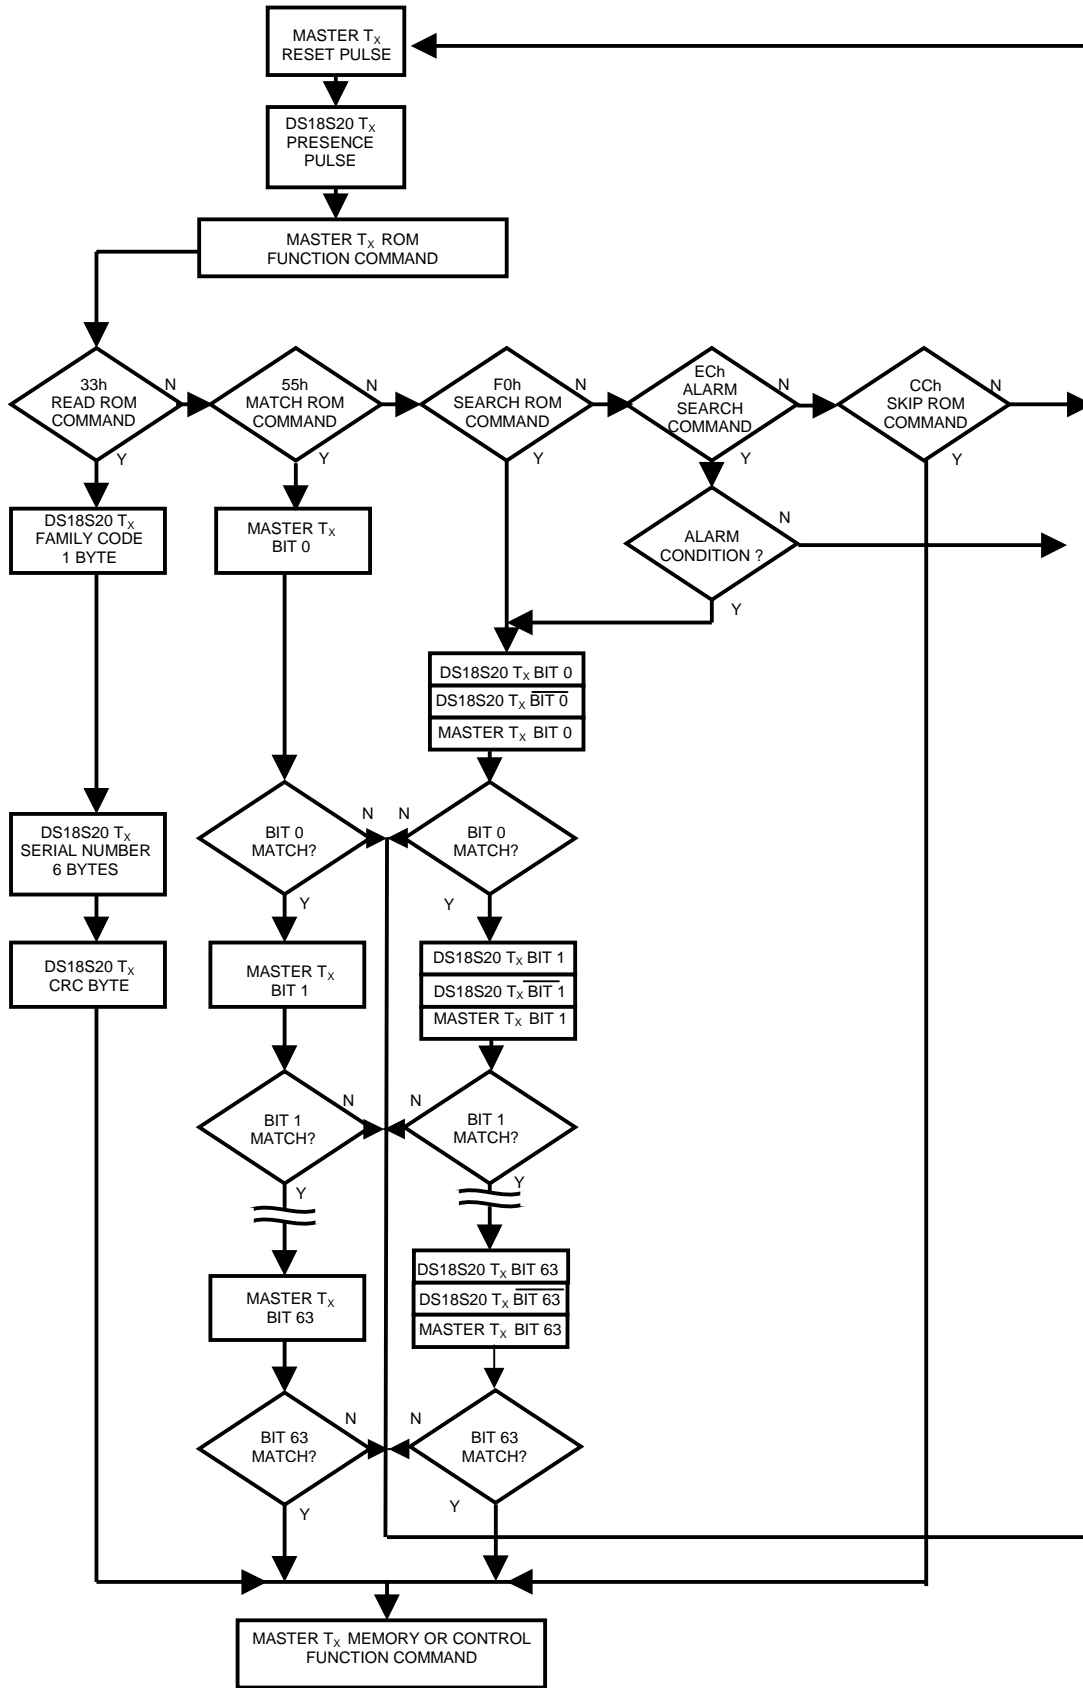 MASTER TX
RESET PULSE
DS18S20 TX
PRESENCE
PULSE
MASTER TX ROM
FUNCTION COMMAND
33h
READ ROM
COMMAND
N
Y
55h
MATCH ROM
COMMAND
N
Y
F0h
SEARCH ROM
COMMAND
N
Y
ECh
ALARM
SEARCH
COMMAND
N
Y
CCh
SKIP ROM
COMMAND
N
Y
DS18S20 TX
FAMILY CODE
1 BYTE
MASTER TX
BIT 0
ALARM
CONDITION ?
N
Y
DS18S20 TX BIT 0
DS18S20 TX BIT 0
MASTER TX BIT 0
DS18S20 TX
SERIAL NUMBER
6 BYTES
BIT 0
MATCH?
N
Y
N
BIT 0
MATCH?
Y
DS18S20 TX
CRC BYTE
MASTER TX
BIT 1
DS18S20 TX BIT 1
DS18S20 TX BIT 1
MASTER TX BIT 1
BIT 1
MATCH?
N
Y
N
BIT 1
MATCH?
Y
MASTER TX
BIT 63
DS18S20 TX BIT 63
DS18S20 TX BIT 63
MASTER TX BIT 63
BIT 63
MATCH?
N
Y
N
BIT 63
MATCH?
Y
MASTER TX MEMORY OR CONTROL
FUNCTION COMMAND